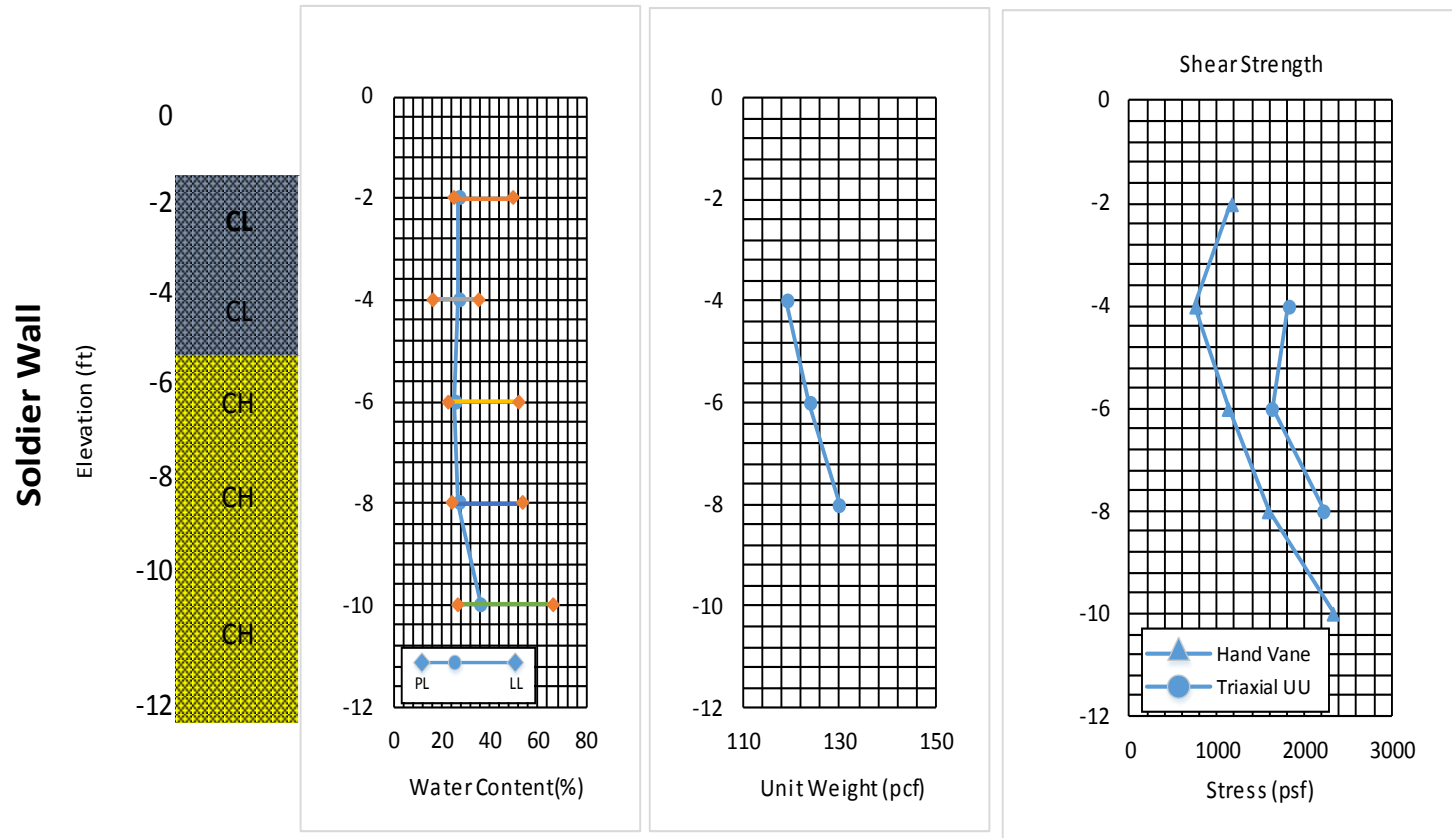 Soldier Wall
Elevation (ft)
0
-2
-4
-6
-8
-10
-12
CL
CL
CH
CH
CH
0
-2
-4
-6
-8
-10
-12
PL LL
0 20 40 60 80
Water Content(%)
0
-2
-4
-6
-8
-10
-12
110 130 150
Unit Weight (pcf)
Shear Strength
0
-2
-4
-6
-8
-10
-12
Hand Vane
Triaxial UU
0 1000 2000 3000
Stress (psf)